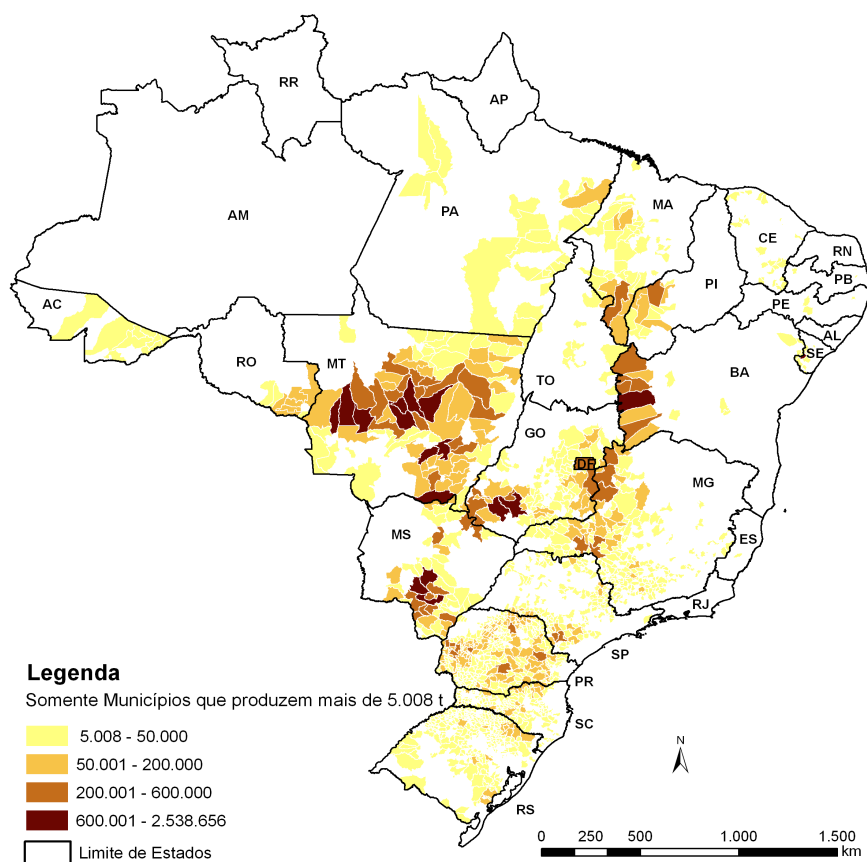 RR
AP
AM
PA
MA
CE
RN
PB
PI
PE
AC
AL
SE
RO
MT
TO
BA
GO
DF
MG
MS
ES
RJ
SP
PR
SC
RS
Legenda
Somente Municípios que produzem mais de 5.008 t
5.008 - 50.000
50.001 - 200.000
200.001 - 600.000
600.001 - 2.538.656
Limite de Estados
N
0 250 500 1.000 1.500
km